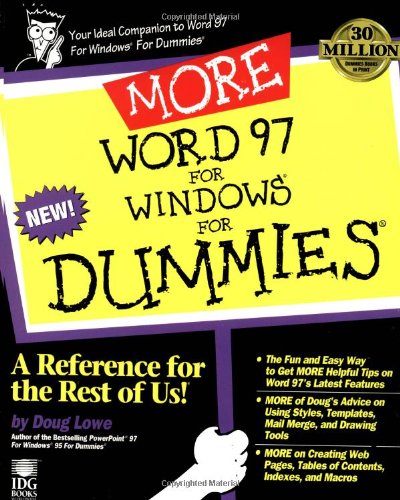 Copyrighted Material
Your Ideal Companion to Word 97
For Windows For Dummies®
30
MILLION
DUMMIES Books
in Print
MORE
WORD 97
FOR
WINDOWS®
FOR
DUMMIES®
NEW!
A Reference for
the Rest of Us!®
by Doug Lowe
Author of the Bestselling PowerPoint® 97
For Windows® 95 For Dummies®
IDG
BOOKS
• The Fun and Easy Way™
to Get MORE Helpful Tips on
Word 97's Latest Features
• MORE of Doug's Advice on
Using Styles, Templates,
Mail Merge, and Drawing
Tools
• MORE on Creating Web
Pages, Tables of Contents,
Indexes, and Macros
Copyrighted Material